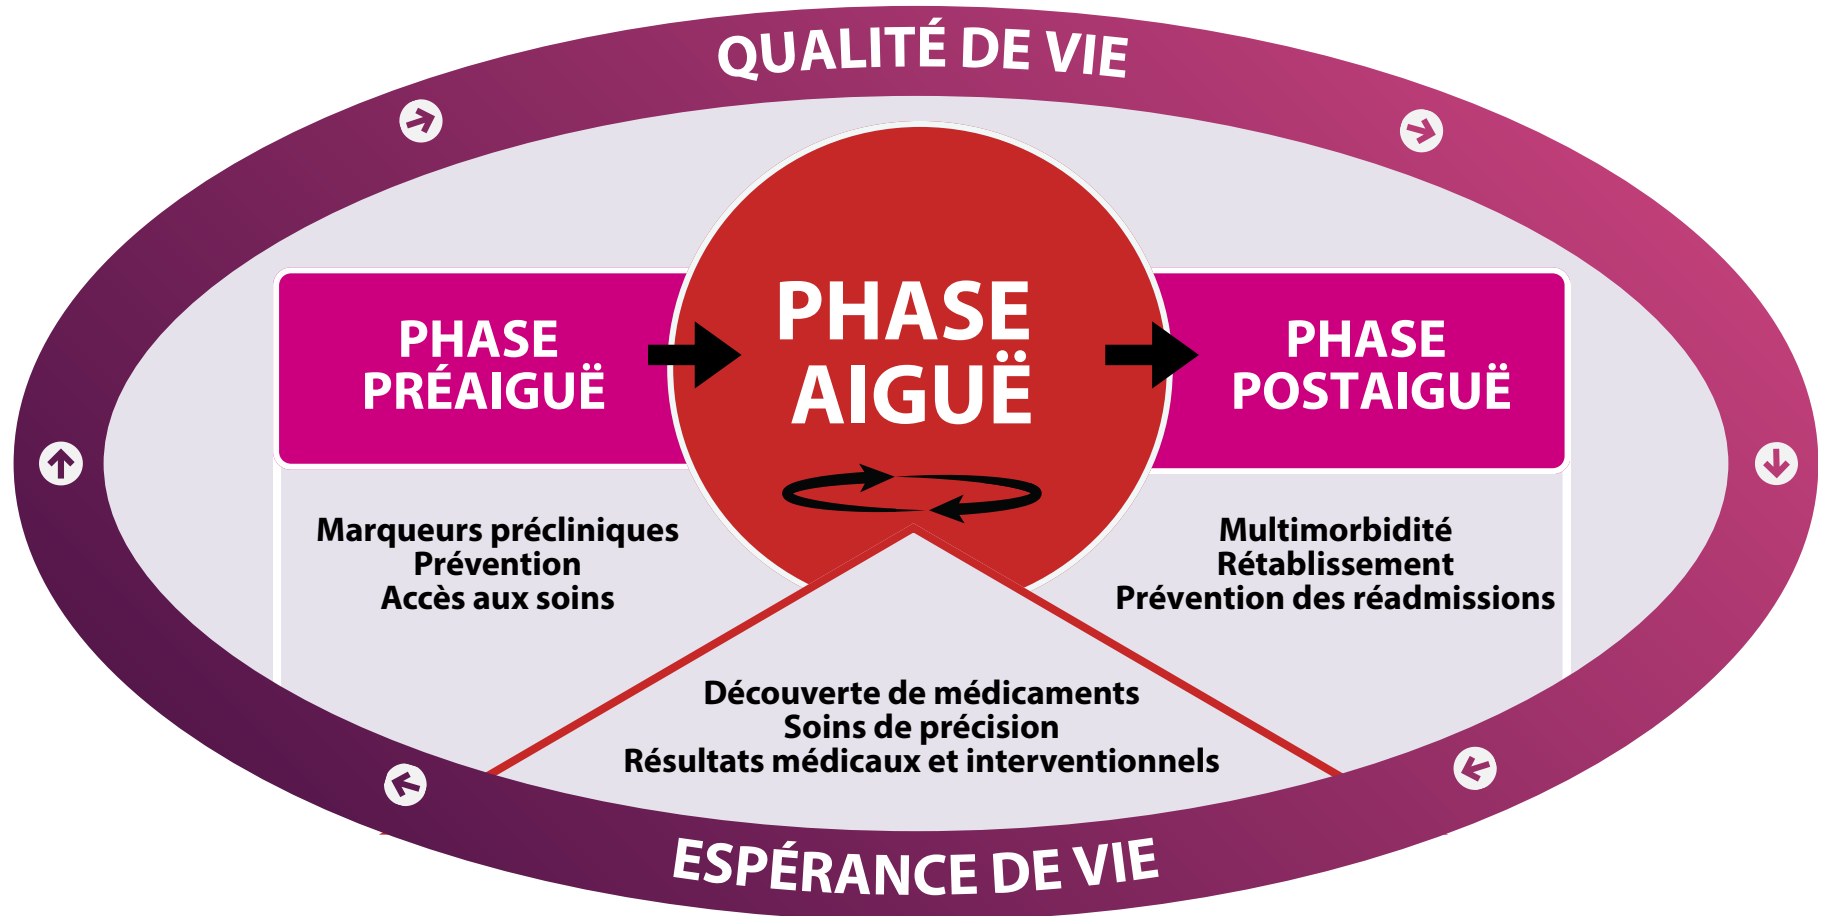 QUALITÉ DE VIE
PHASE
PRÉAIGUË
PHASE
AIGUË
PHASE
POSTAIGUË
Marqueurs précliniques
Prévention
Accès aux soins
Multimorbidité
Rétablissement
Prévention des réadmissions
Découverte de médicaments
Soins de précision
Résultats médicaux et interventionnels
ESPÉRANCE DE VIE